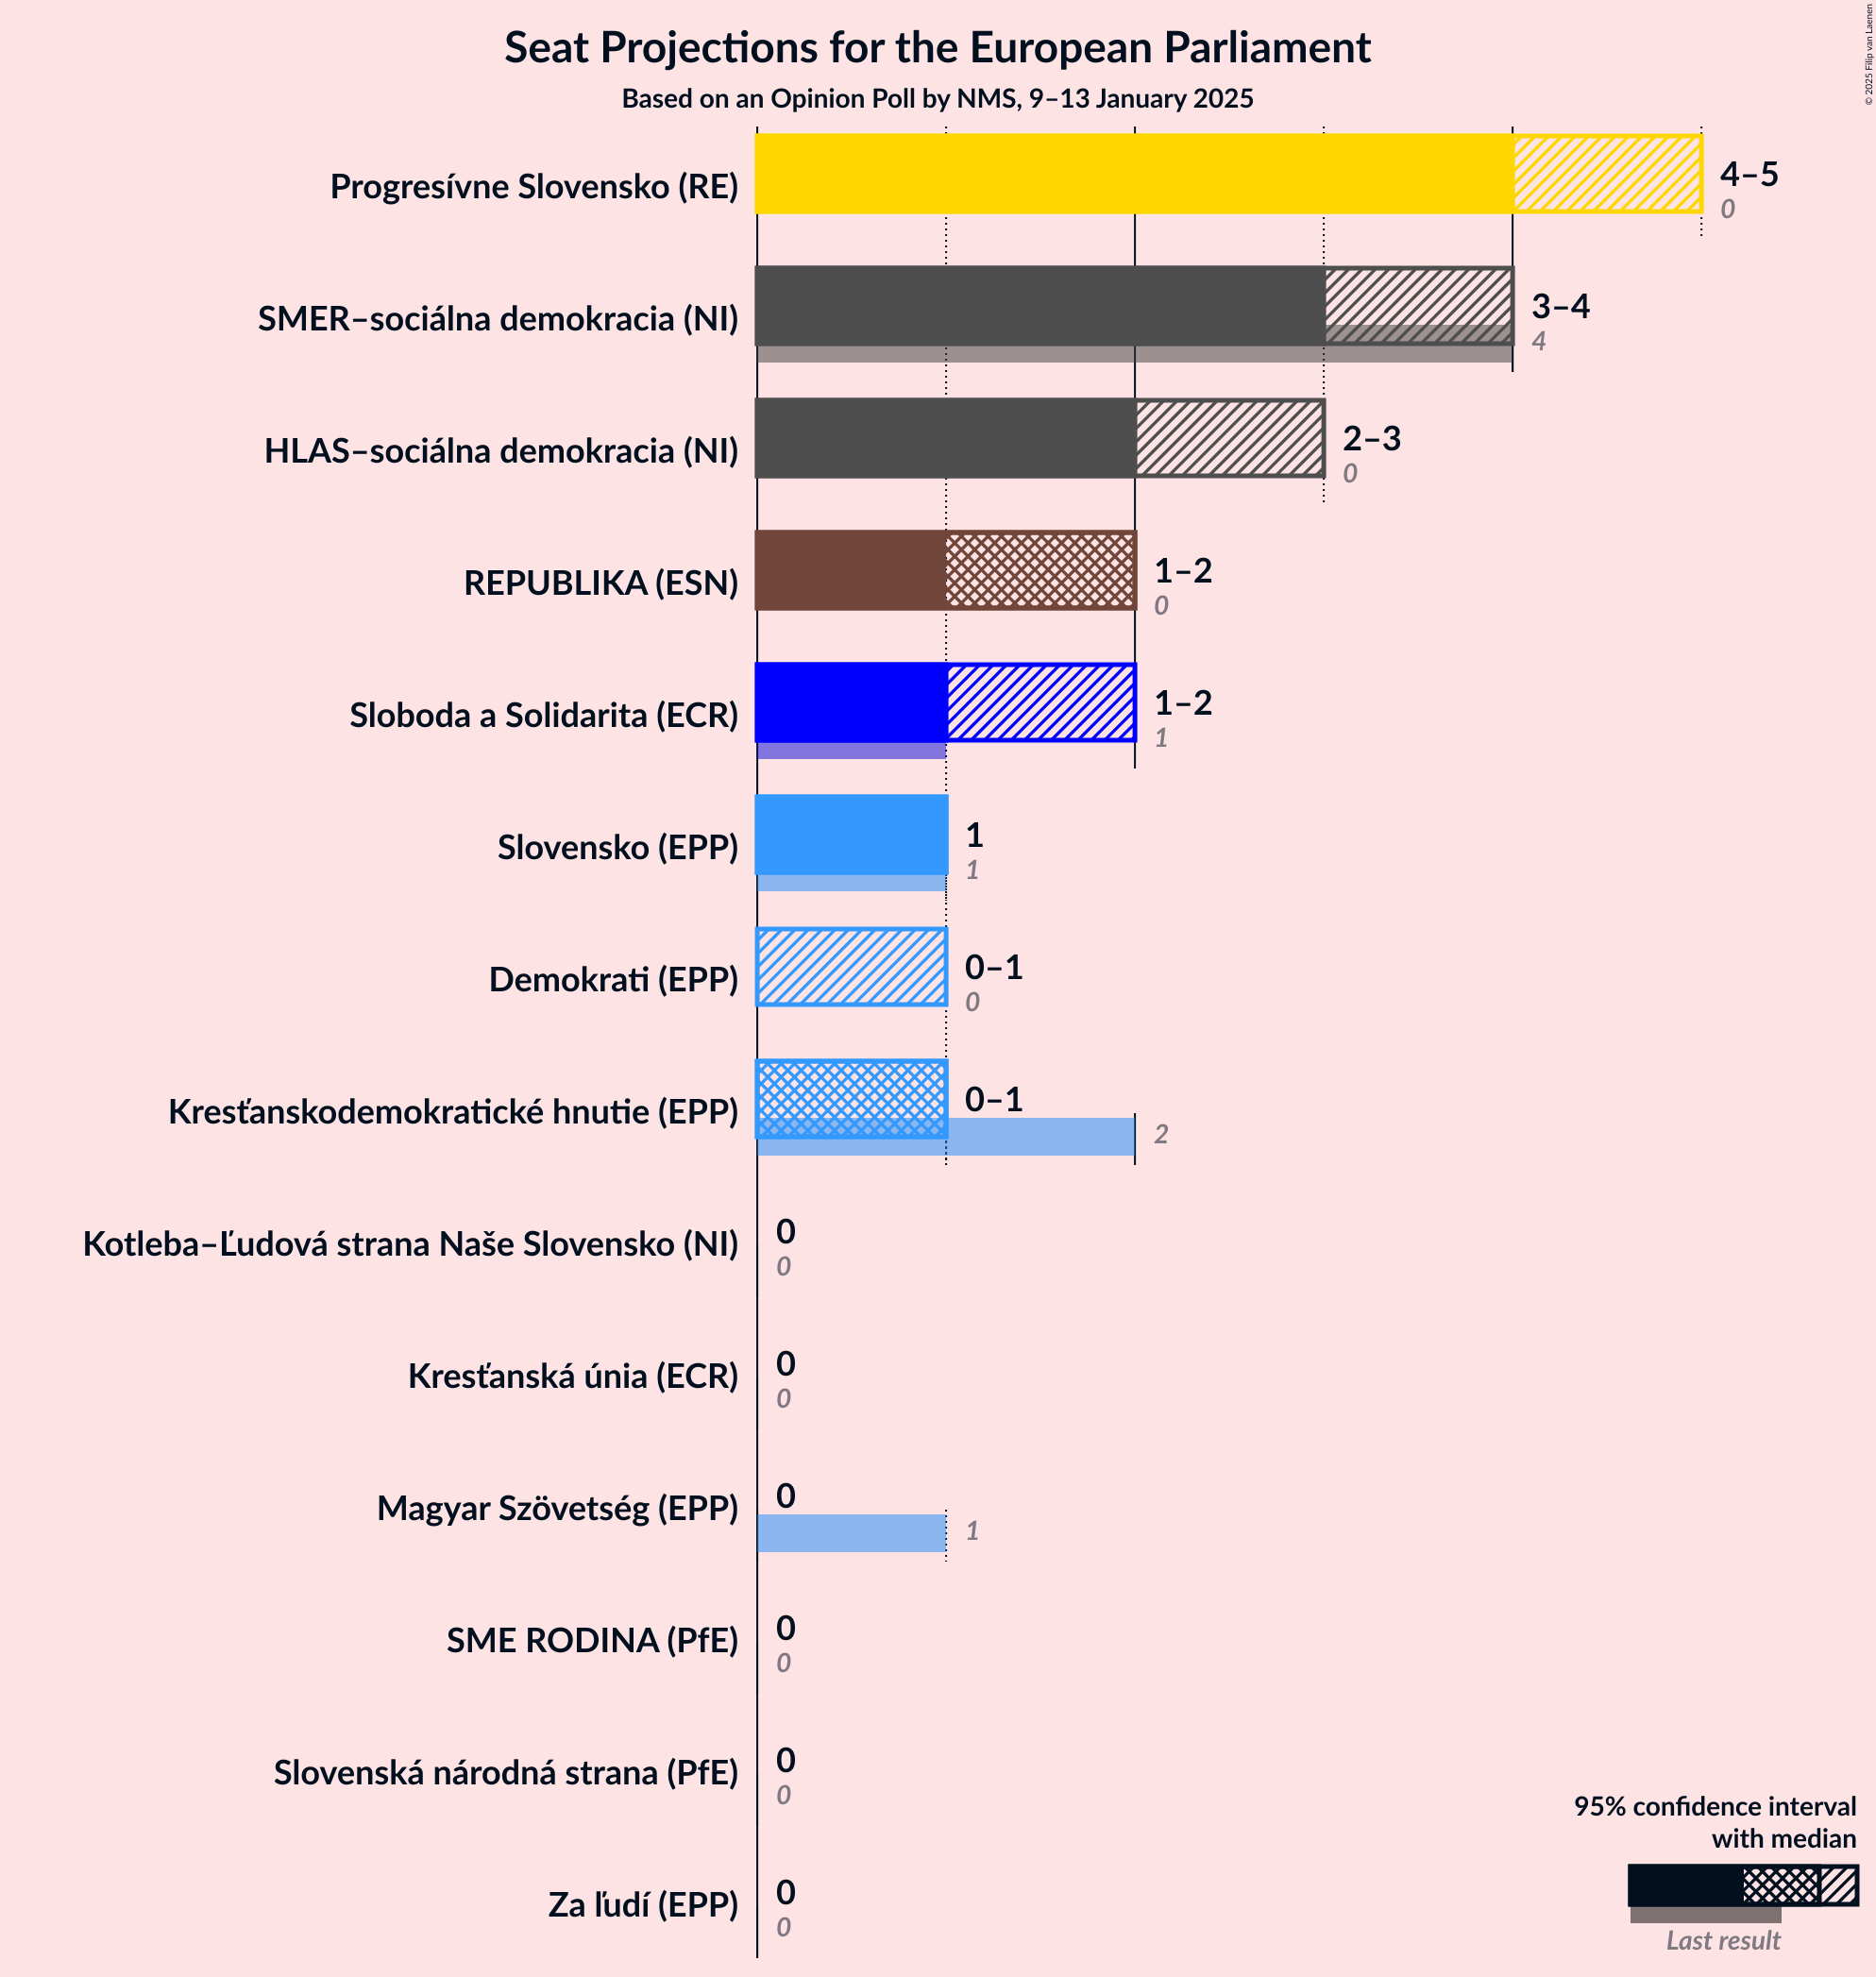 Seat Projections for the European Parliament
Based on an Opinion Poll by NMS, 9–13 January 2025
© 2025 Filip van Laenen
Progresívne Slovensko (RE)
4–5
0
SMER–sociálna demokracia (NI)
3–4
4
HLAS–sociálna demokracia (NI)
2–3
0
REPUBLIKA (ESN)
1–2
0
Sloboda a Solidarita (ECR)
1–2
1
Slovensko (EPP)
1
1
Demokrati (EPP)
0–1
0
Kresťanskodemokratické hnutie (EPP)
0–1
2
Kotleba–Ľudová strana Naše Slovensko (NI)
0
0
Kresťanská únia (ECR)
0
0
Magyar Szövetség (EPP)
0
1
SME RODINA (PfE)
0
0
Slovenská národná strana (PfE)
0
0
Za ľudí (EPP)
0
0
95% confidence interval
with median
Last result